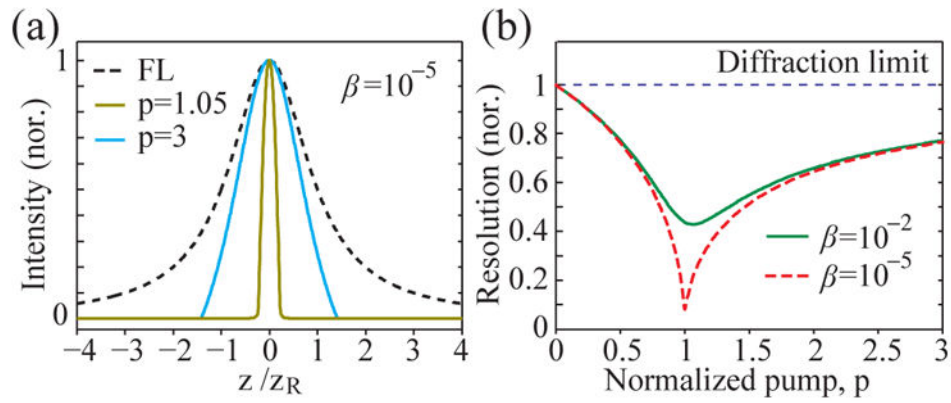 (a)
Intensity (nor.)
1
0
FL
p=1.05
p=3
β=10⁻⁵
−4 −3 −2 −1 0 1 2 3 4
z /z_R
(b)
Resolution (nor.)
Diffraction limit
1
0.8
0.6
0.4
0.2
0
β=10⁻²
β=10⁻⁵
0 0.5 1 1.5 2 2.5 3
Normalized pump, p